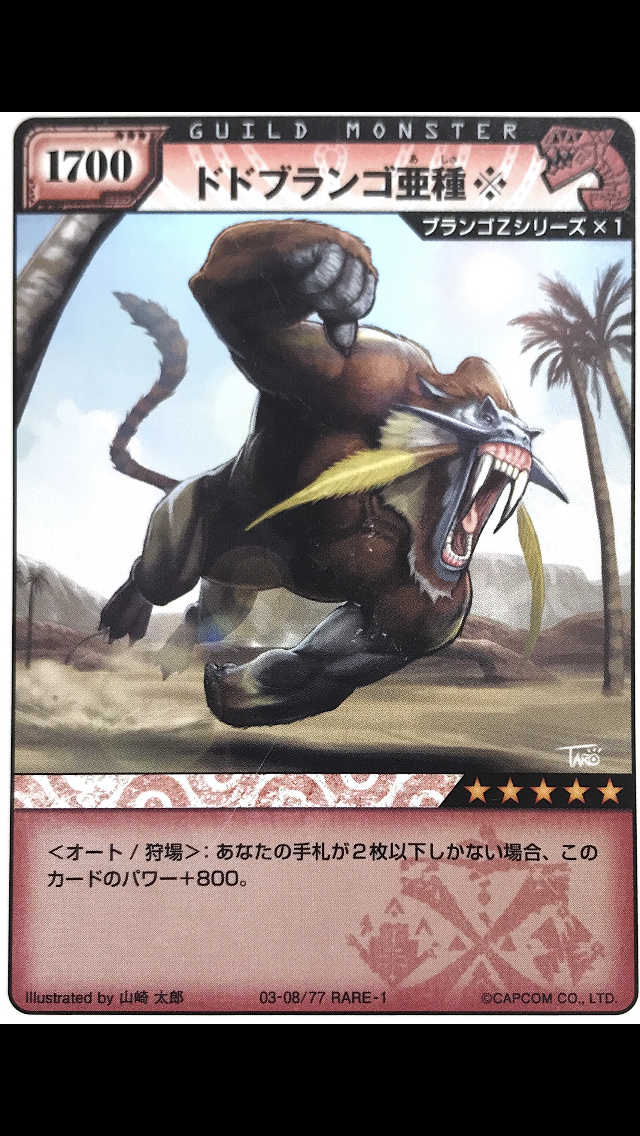 GUILD MONSTER
1700
ドドブランゴ亜種※
あしゅ
ブランゴZシリーズ×1
TARO
＜オート / 狩場＞：あなたの手札が２枚以下しかない場合、この
カードのパワー＋800。
Illustrated by 山崎 太郎
03-08/77 RARE-1
©CAPCOM CO., LTD.